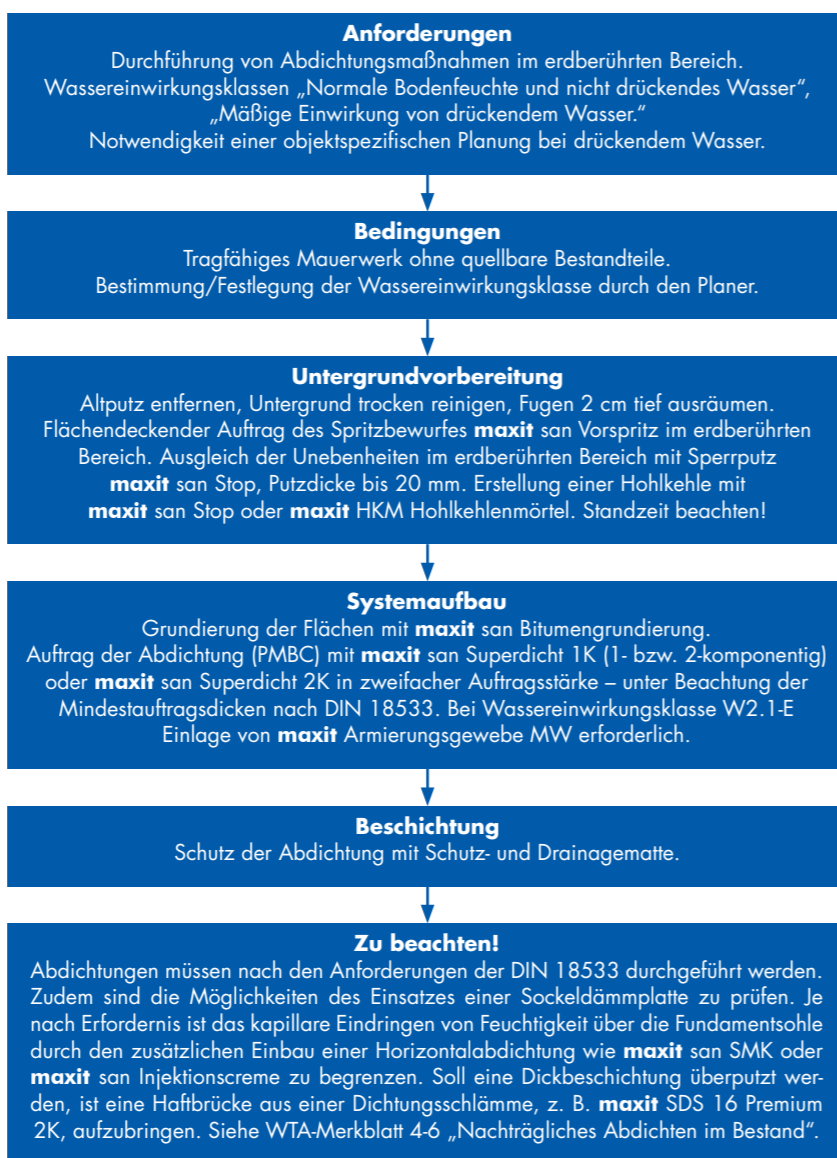 Anforderungen
Durchführung von Abdichtungsmaßnahmen im erdberührten Bereich.
Wassereinwirkungsklassen „Normale Bodenfeuchte und nicht drückendes Wasser“,
„Mäßige Einwirkung von drückendem Wasser.“
Notwendigkeit einer objektspezifischen Planung bei drückendem Wasser.
Bedingungen
Tragfähiges Mauerwerk ohne quellbare Bestandteile.
Bestimmung/Festlegung der Wassereinwirkungsklasse durch den Planer.
Untergrundvorbereitung
Altputz entfernen, Untergrund trocken reinigen, Fugen 2 cm tief ausräumen.
Flächendeckender Auftrag des Spritzbewurfes maxit san Vorspritz im erdberührten
Bereich. Ausgleich der Unebenheiten im erdberührten Bereich mit Sperrputz
maxit san Stop, Putzdicke bis 20 mm. Erstellung einer Hohlkehle mit
maxit san Stop oder maxit HKM Hohlkehlenmörtel. Standzeit beachten!
Systemaufbau
Grundierung der Flächen mit maxit san Bitumengrundierung.
Auftrag der Abdichtung (PMBC) mit maxit san Superdicht 1K (1- bzw. 2-komponentig)
oder maxit san Superdicht 2K in zweifacher Auftragsstärke – unter Beachtung der
Mindestauftragsdicken nach DIN 18533. Bei Wassereinwirkungsklasse W2.1-E
Einlage von maxit Armierungsgewebe MW erforderlich.
Beschichtung
Schutz der Abdichtung mit Schutz- und Drainagematte.
Zu beachten!
Abdichtungen müssen nach den Anforderungen der DIN 18533 durchgeführt werden.
Zudem sind die Möglichkeiten des Einsatzes einer Sockeldämmplatte zu prüfen. Je
nach Erfordernis ist das kapillare Eindringen von Feuchtigkeit über die Fundamentsohle
durch den zusätzlichen Einbau einer Horizontalabdichtung wie maxit san SMK oder
maxit san Injektionscreme zu begrenzen. Soll eine Dickbeschichtung überputzt wer-
den, ist eine Haftbrücke aus einer Dichtungsschlämme, z. B. maxit SDS 16 Premium
2K, aufzubringen. Siehe WTA-Merkblatt 4-6 „Nachträgliches Abdichten im Bestand“.